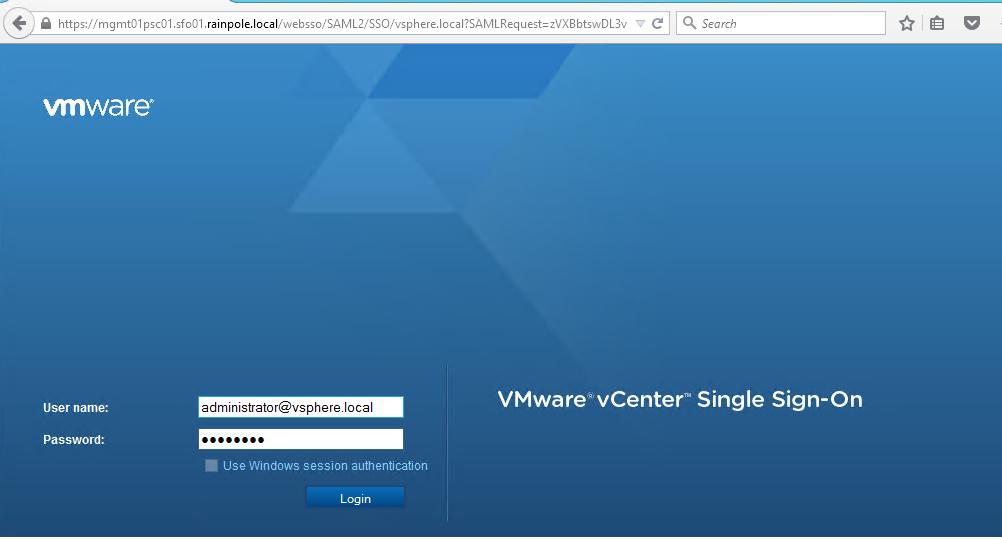 https://mgmt01psc01.sfo01.rainpole.local/websso/SAML2/SSO/vsphere.local?SAMLRequest=zVXBbtswDL3v
Search
vmware®
User name:
administrator@vsphere.local
VMware® vCenter™ Single Sign-On
Password:
●●●●●●●●
Use Windows session authentication
Login